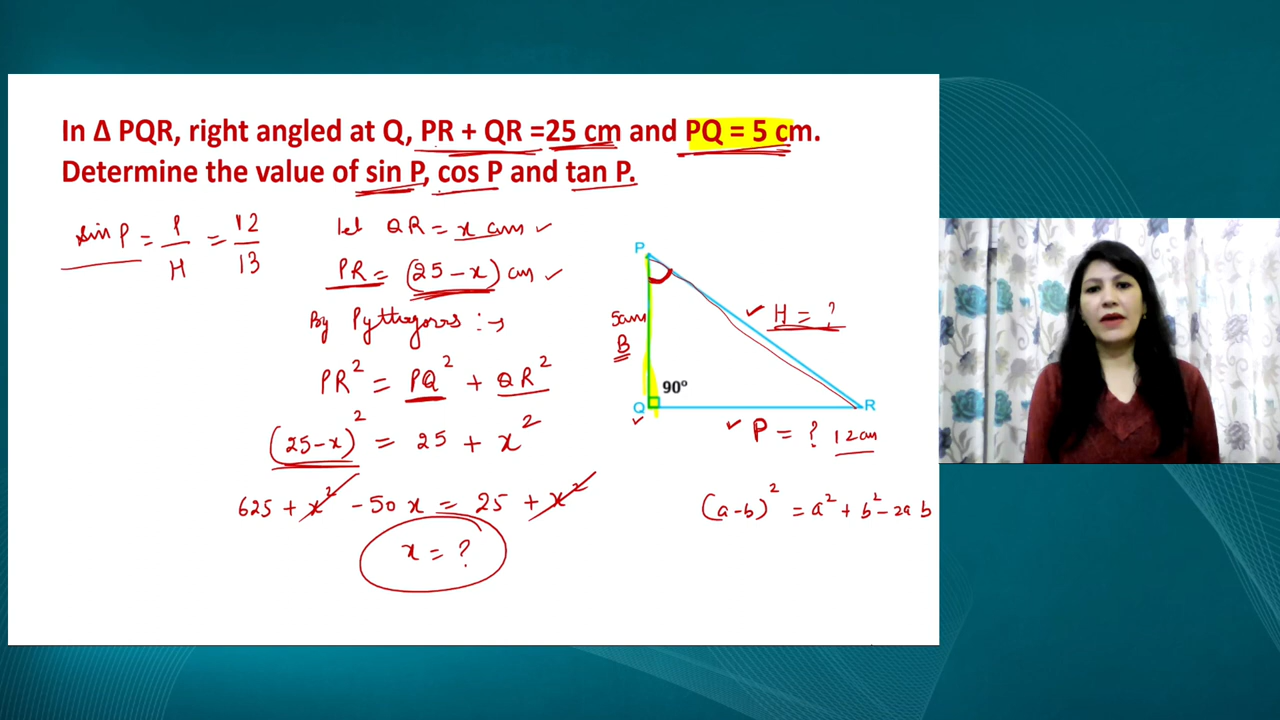 In Δ PQR, right angled at Q, PR + QR =25 cm and PQ = 5 cm.
Determine the value of sin P, cos P and tan P.
sin P = P/H = 12/13
let QR = x cm ✓
PR = (25-x) cm ✓
By Pythagoras :→
PR² = PQ² + QR²
(25-x)² = 25 + x²
625 + x² - 50 x = 25 + x²
x = ?
P
5cm
B
✓ H = ?
90°
Q
✓
R
✓ P = ? 12cm
(a-b)² = a² + b² - 2ab